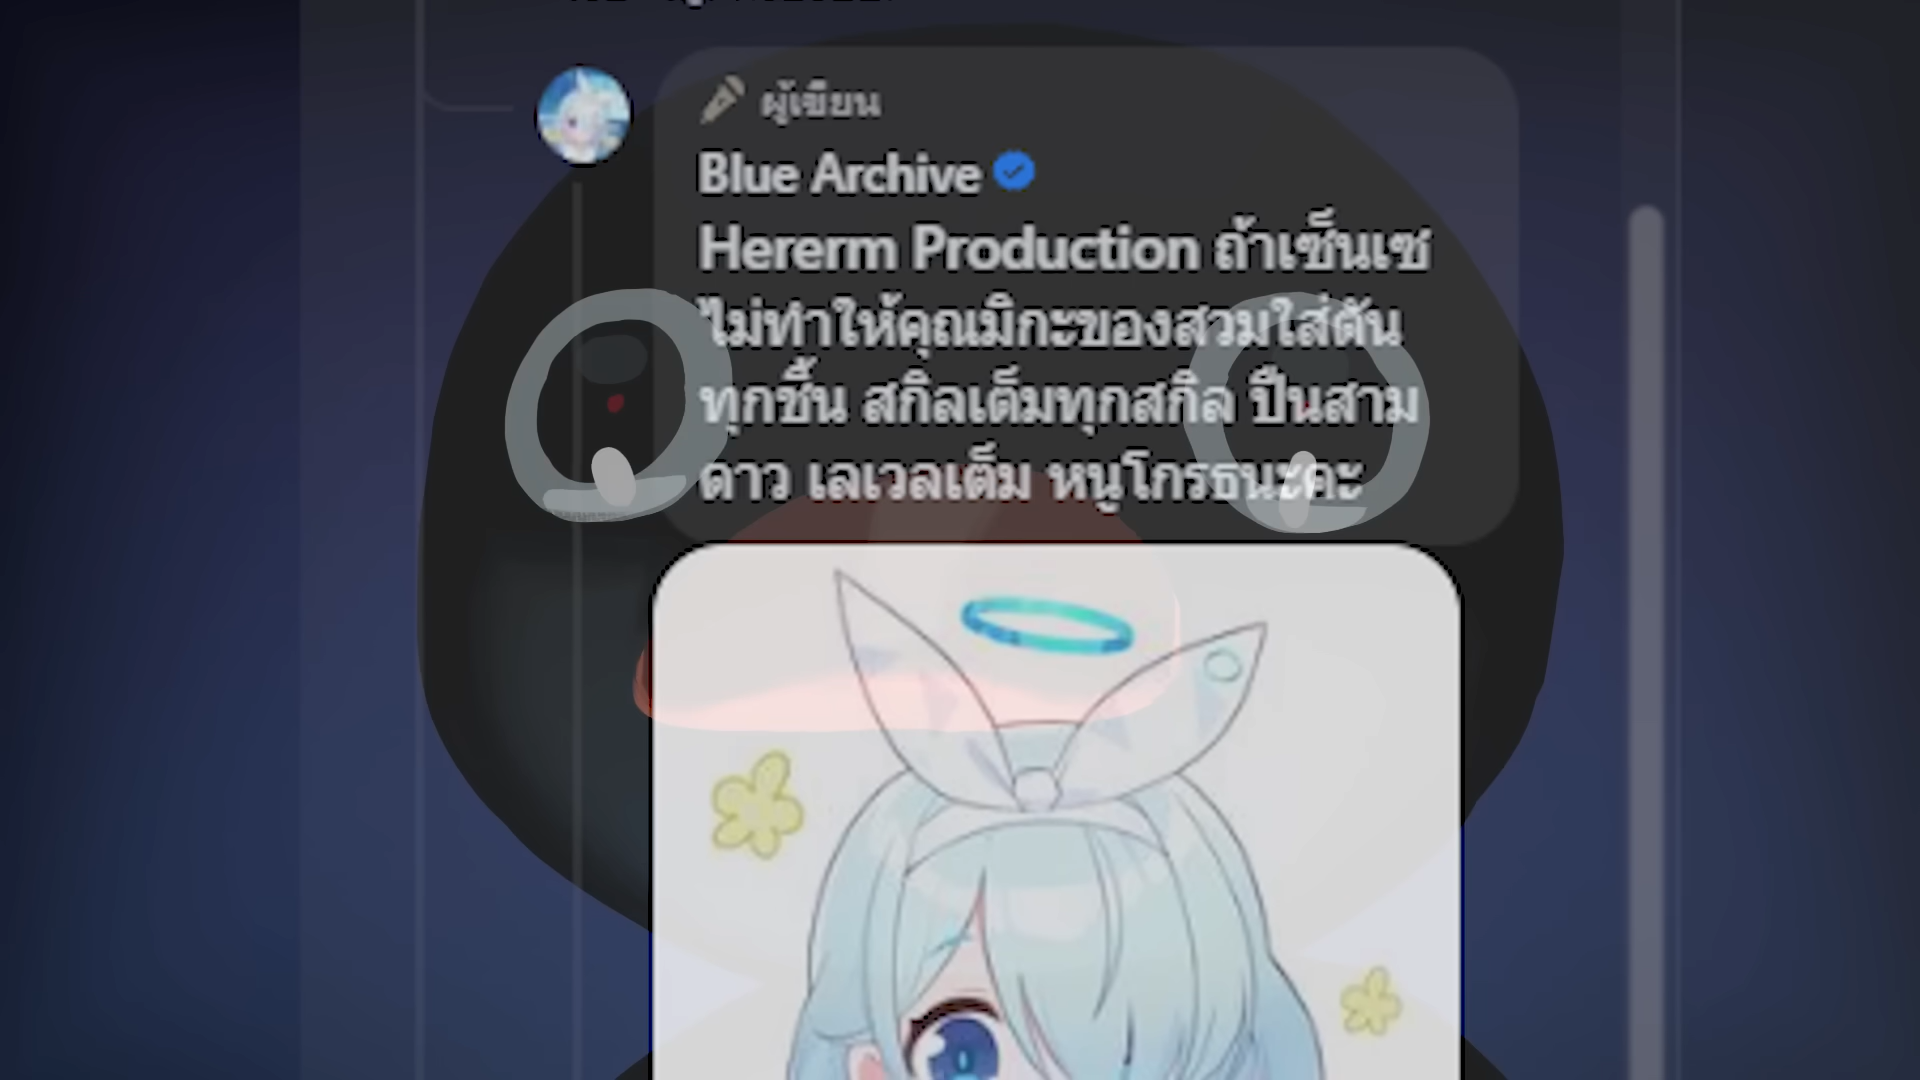 ผู้เขียน
Blue Archive
Hererm Production ถ้าเซ็นเซ
ไม่ทำให้คุณมิกะของสวมใส่ตัน
ทุกชิ้น สกิลเต็มทุกสกิล ปืนสาม
ดาว เลเวลเต็ม หนูโกรธนะคะ